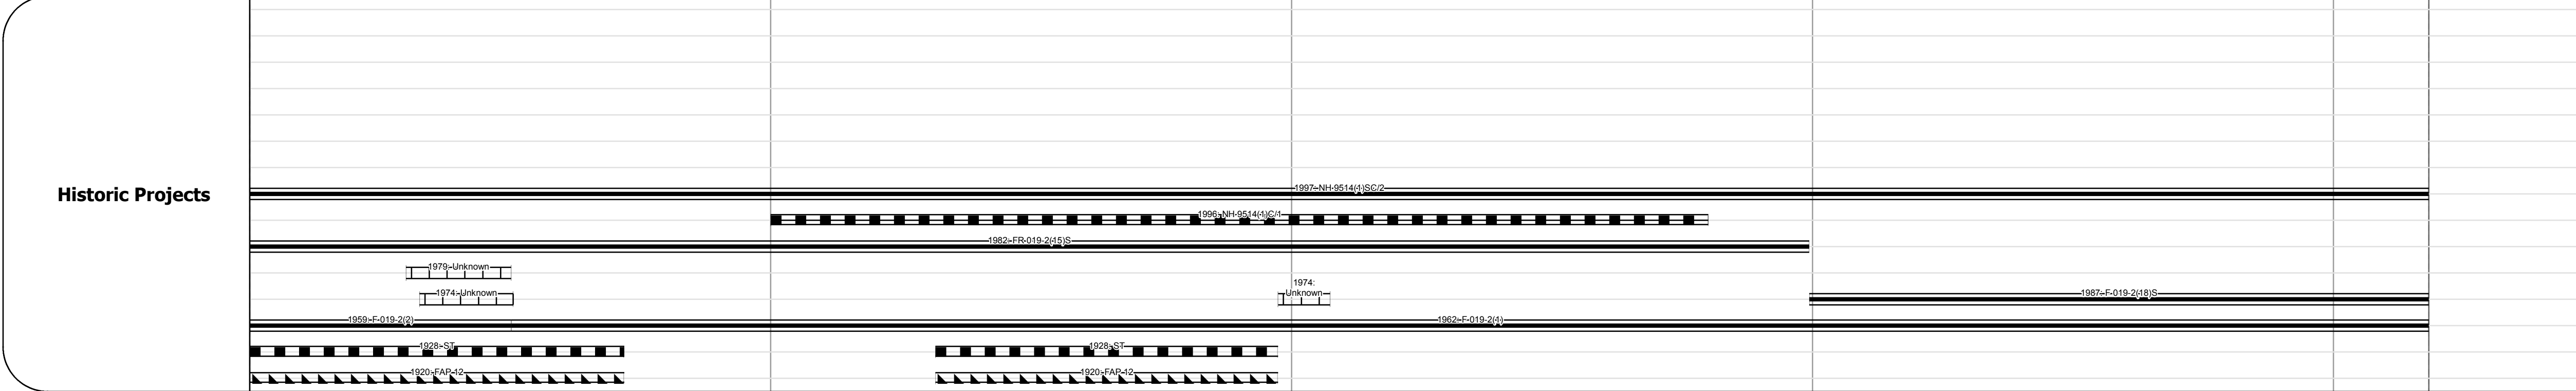 Historic Projects
1997: NH-9514(1)SC/2
1996: NH-9514(1)C/1
1982: FR-019-2(15)S
1979: Unknown
1974: Unknown
1974:
Unknown
1987: F-019-2(18)S
1959: F-019-2(2)
1962: F-019-2(1)
1928: ST
1928: ST
1920: FAP 12
1920: FAP 12